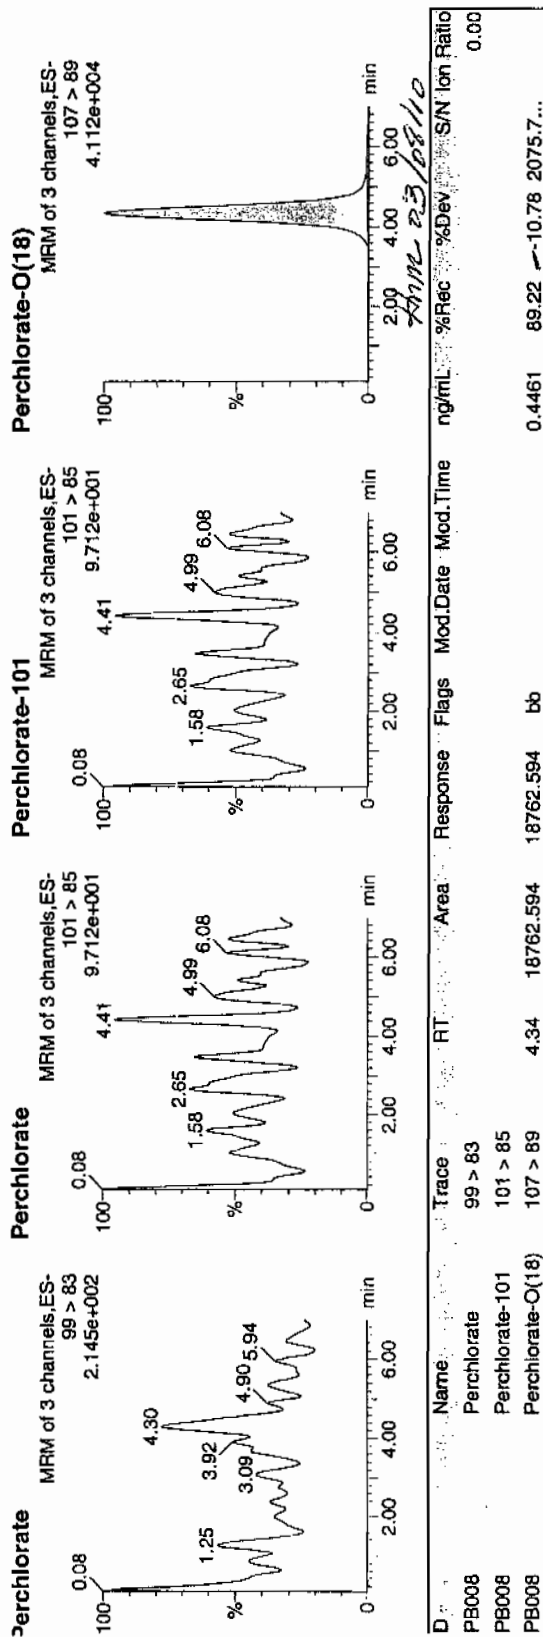 Perchlorate
MRM of 3 channels,ES-
99 > 83
2.145e+002
100
0.08
1.25
3.09
3.92
4.30
4.90
5.94
%
0
2.00
4.00
6.00
min
Perchlorate
MRM of 3 channels,ES-
101 > 85
9.712e+001
100
0.08
1.58
2.65
4.41
4.99
6.08
%
0
2.00
4.00
6.00
min
Perchlorate-101
MRM of 3 channels,ES-
101 > 85
9.712e+001
100
0.08
1.58
2.65
4.41
4.99
6.08
%
0
2.00
4.00
6.00
min
Perchlorate-O(18)
MRM of 3 channels,ES-
107 > 89
4.112e+004
100
%
0
2.00
4.00
6.00
min
03/09/10
Name Trace RT Area Response Flags Mod.Date Mod.Time ng/mL %Rec %Dev S/N Ion Ratio
PB008 Perchlorate 99 > 83 0.00
PB008 Perchlorate-101 101 > 85
PB008 Perchlorate-O(18) 107 > 89 4.34 18762.594 18762.594 bb 0.4461 89.22 -10.78 2075.7...